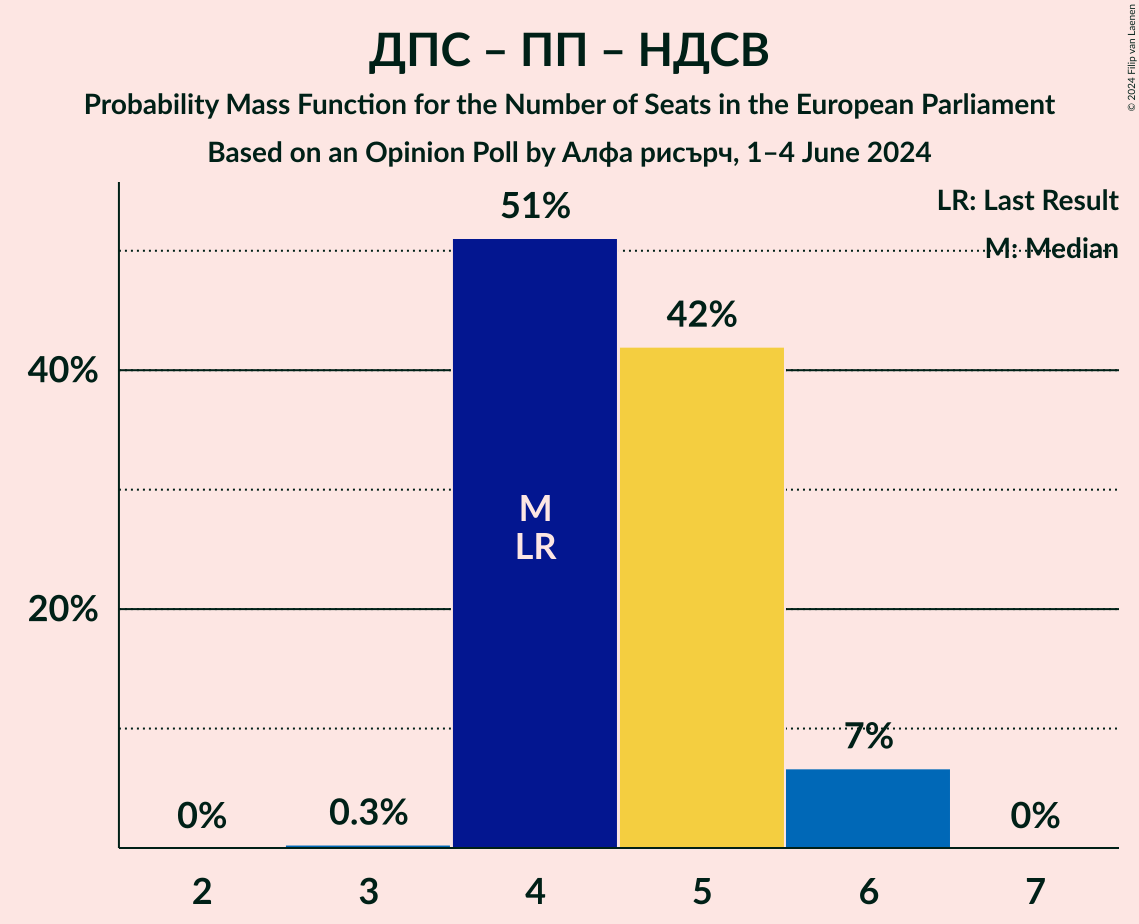 ДПС – ПП – НДСВ
Probability Mass Function for the Number of Seats in the European Parliament
Based on an Opinion Poll by Алфа рисърч, 1–4 June 2024
© 2024 Filip van Laenen
LR: Last Result
M: Median
51%
42%
40%
M
LR
20%
7%
0%
0.3%
0%
2
3
4
5
6
7